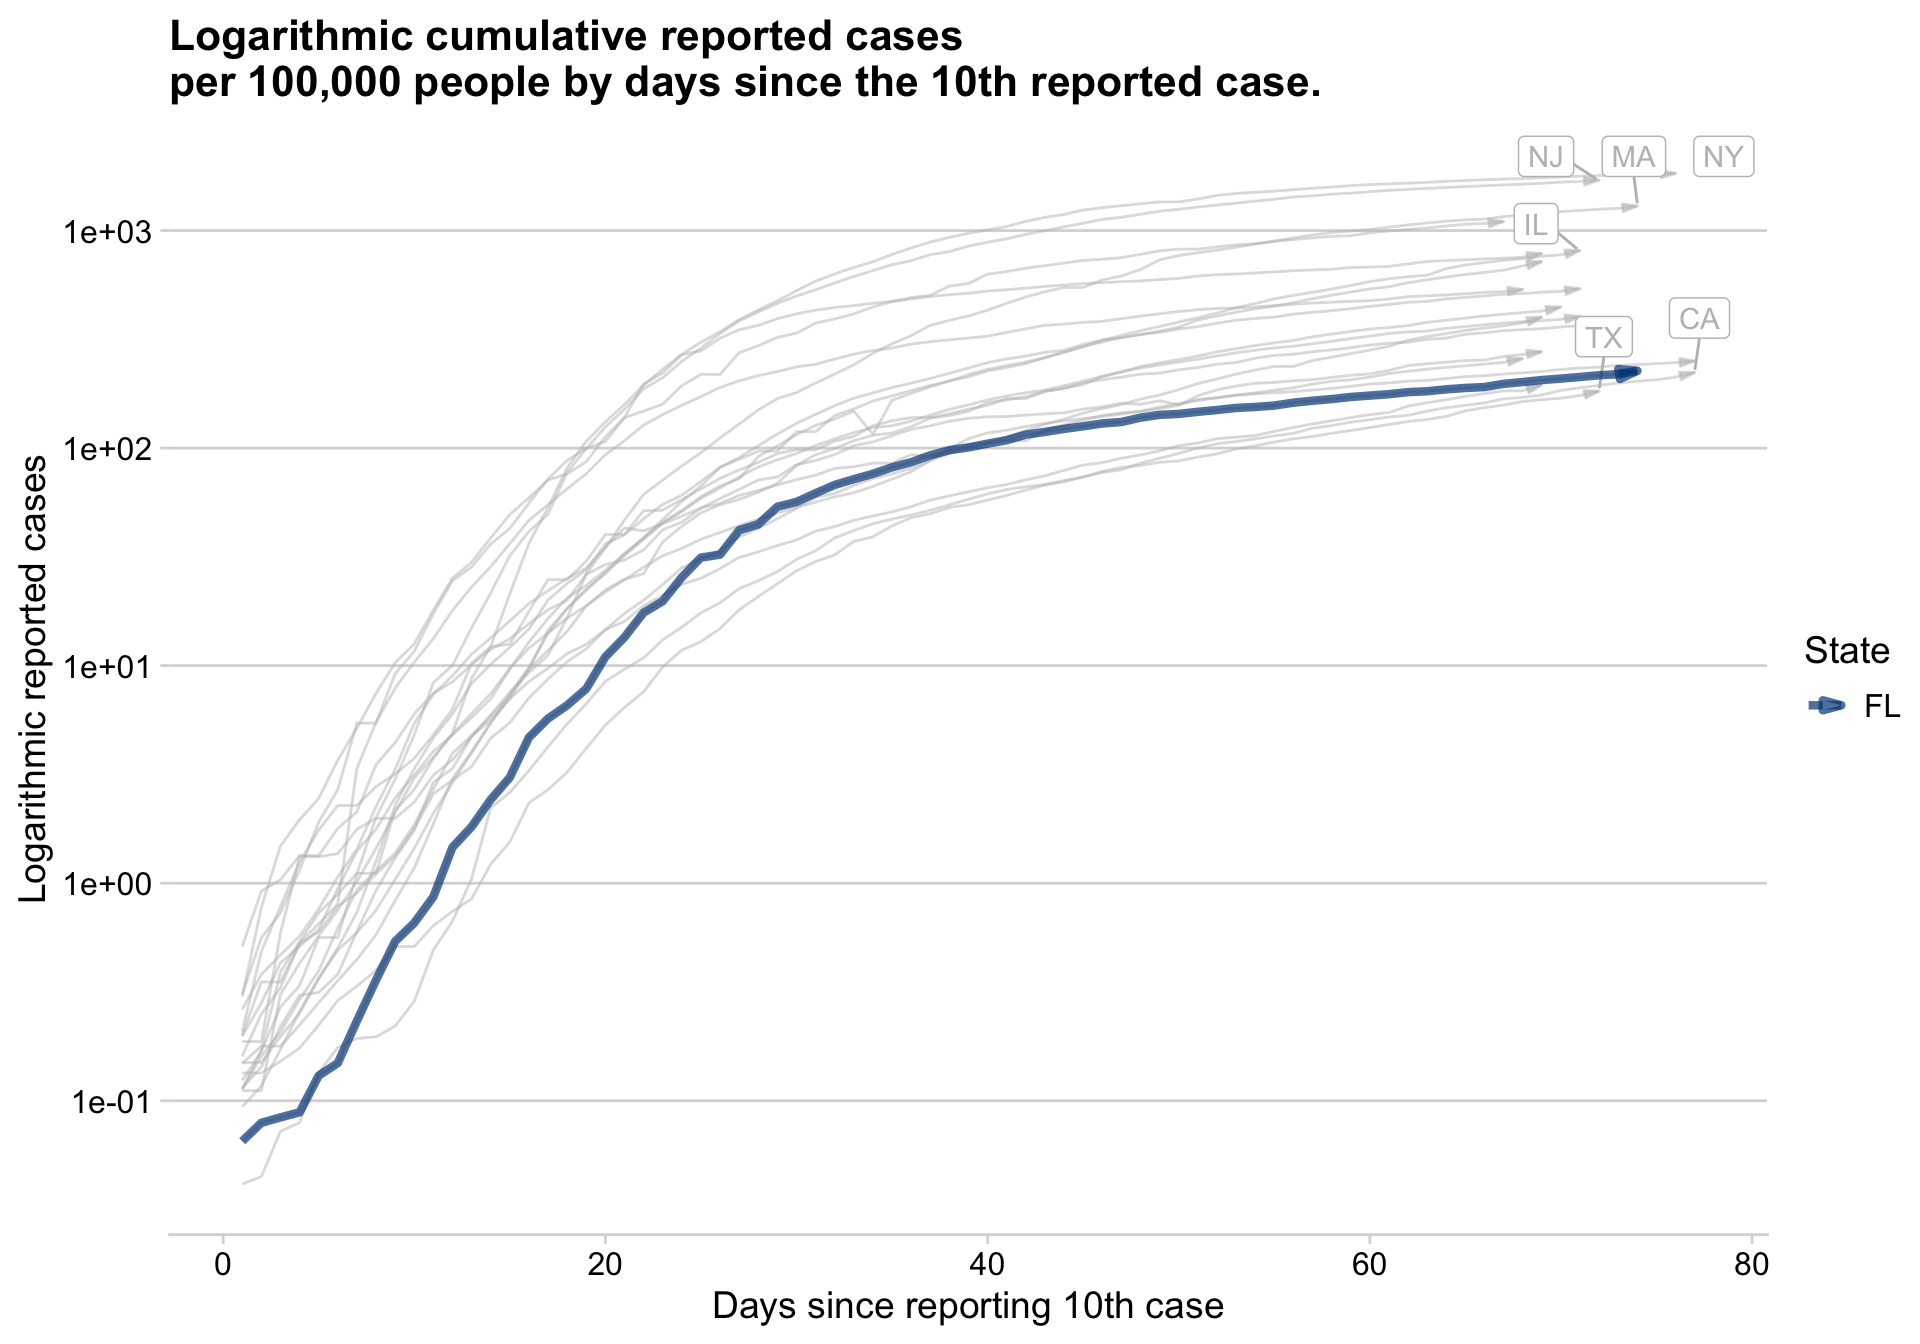 Logarithmic cumulative reported cases
per 100,000 people by days since the 10th reported case.
NJ
MA
NY
IL
CA
TX
1e+03
1e+02
1e+01
1e+00
1e-01
Logarithmic reported cases
State
FL
0
20
40
60
80
Days since reporting 10th case